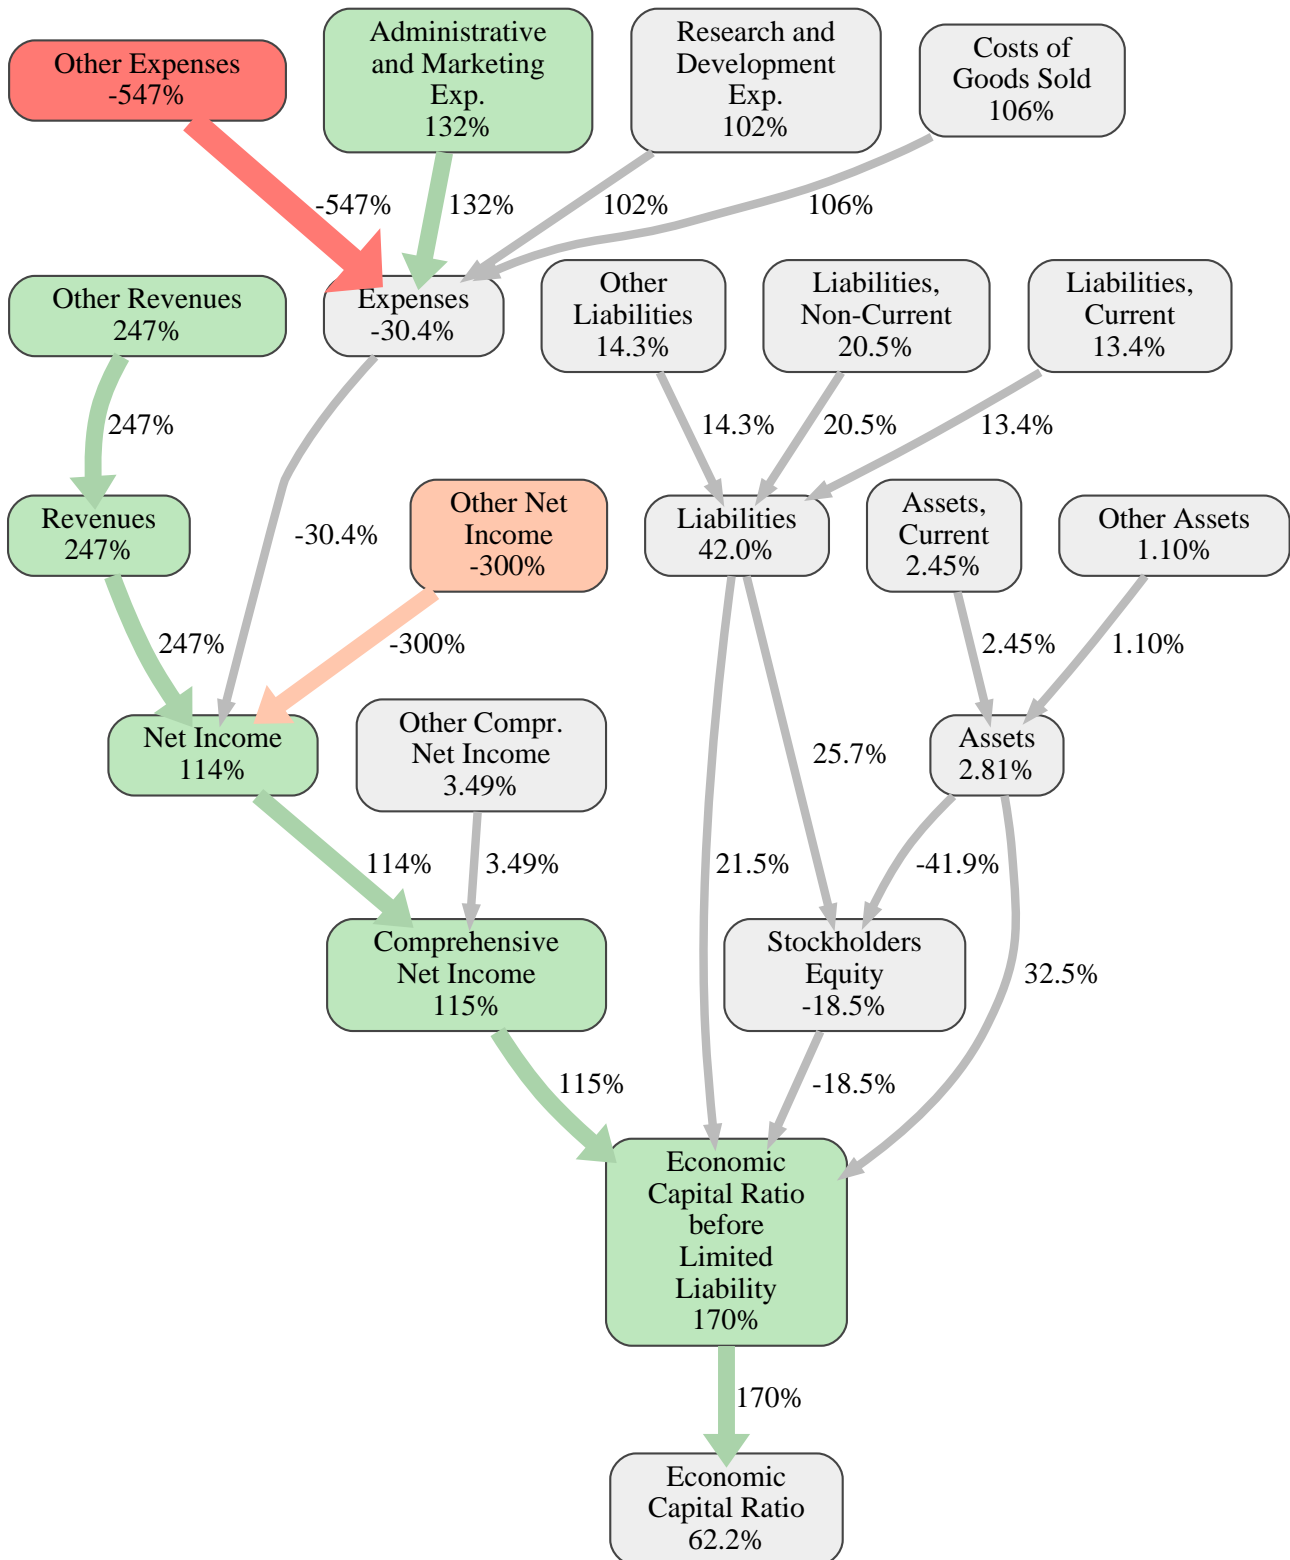 Other Expenses
-547%
Administrative
and Marketing
Exp.
132%
Research and
Development
Exp.
102%
Costs of
Goods Sold
106%
-547%
132%
102%
106%
Other Revenues
247%
Expenses
-30.4%
Other
Liabilities
14.3%
Liabilities,
Non-Current
20.5%
Liabilities,
Current
13.4%
247%
14.3%
20.5%
13.4%
Revenues
247%
-30.4%
Other Net
Income
-300%
Liabilities
42.0%
Assets,
Current
2.45%
Other Assets
1.10%
247%
-300%
2.45%
1.10%
Net Income
114%
Other Compr.
Net Income
3.49%
25.7%
Assets
2.81%
114%
3.49%
21.5%
-41.9%
Comprehensive
Net Income
115%
Stockholders
Equity
-18.5%
32.5%
115%
-18.5%
Economic
Capital Ratio
before
Limited
Liability
170%
170%
Economic
Capital Ratio
62.2%